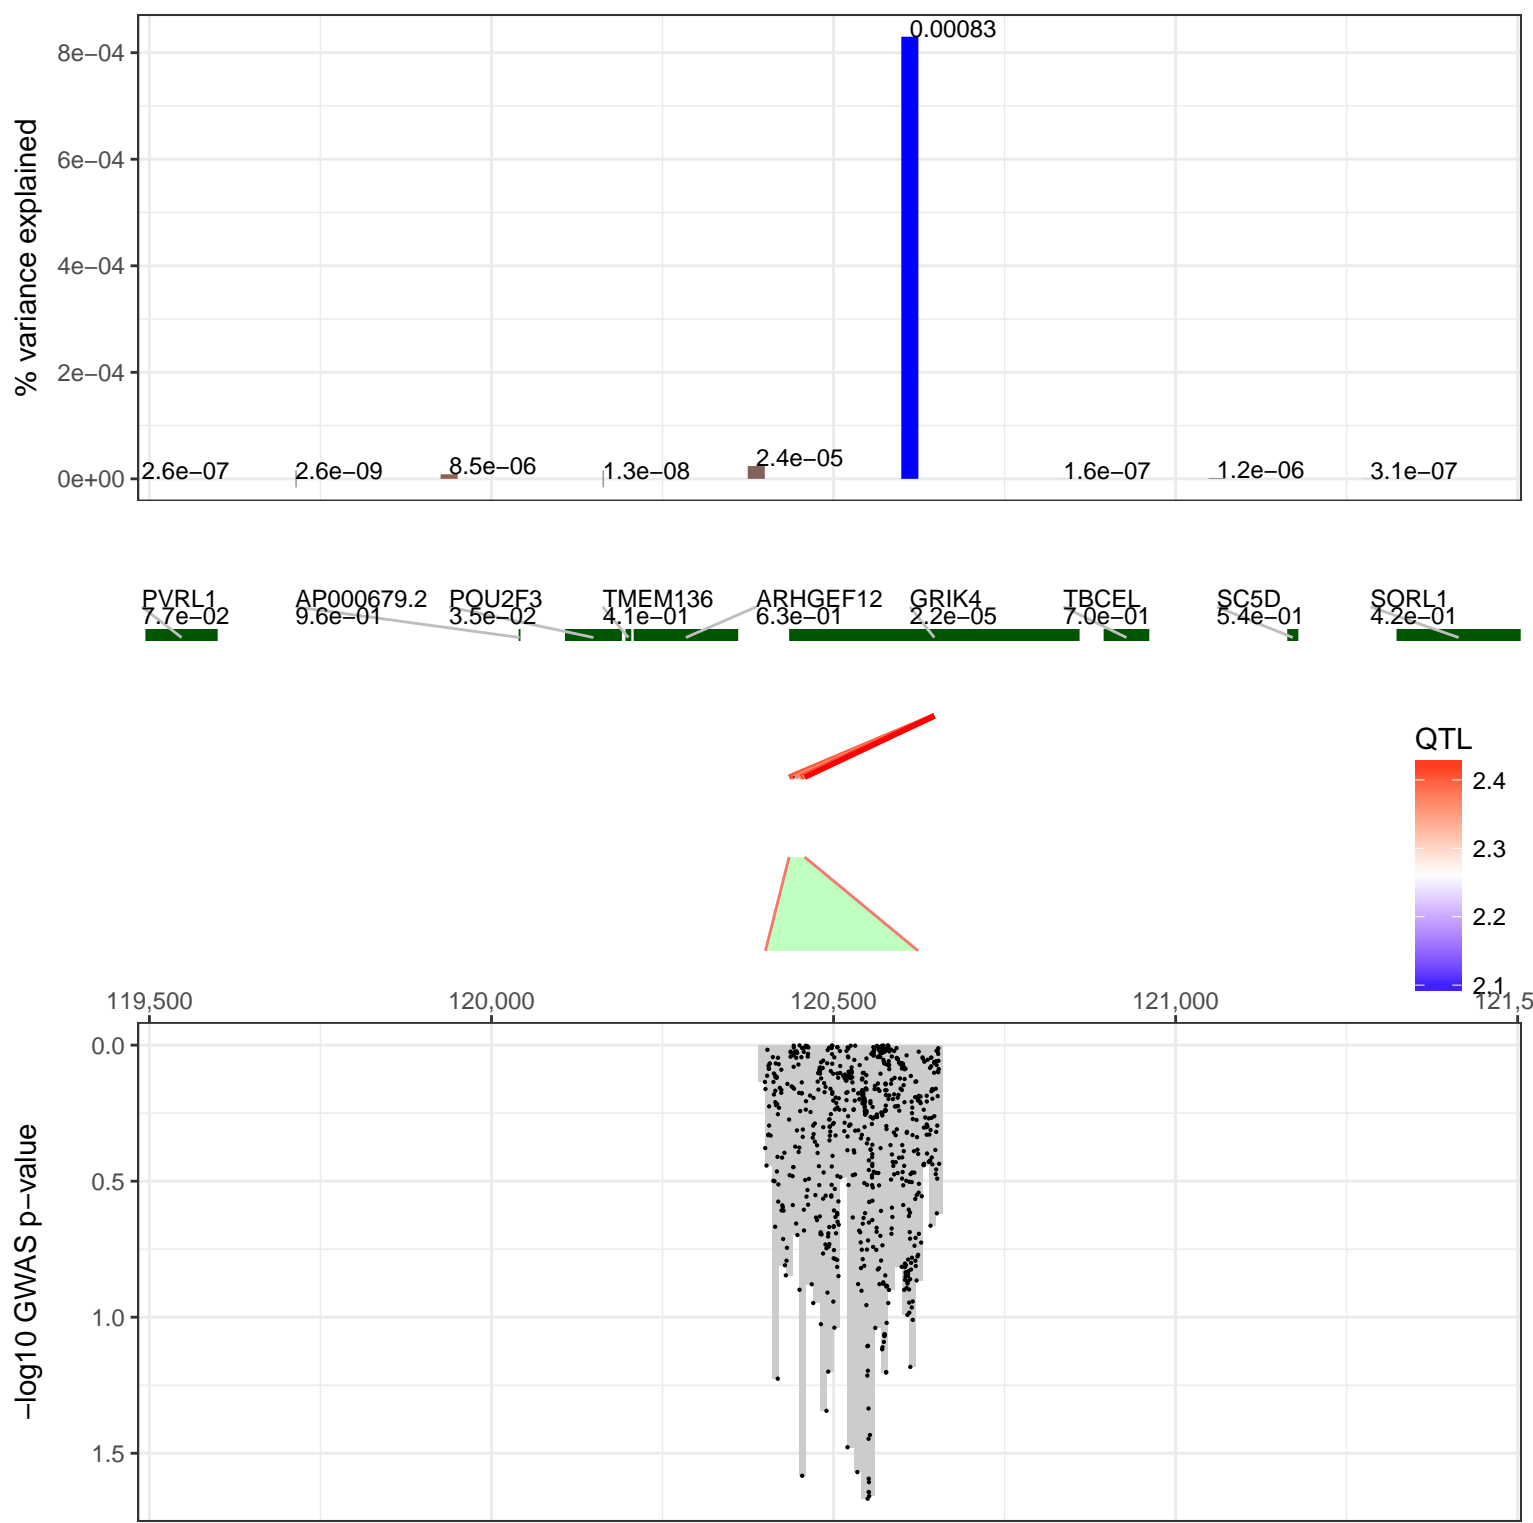 % variance explained
8e−04
6e−04
4e−04
2e−04
0e+00
0.00083
2.6e−07
2.6e−09
8.5e−06
1.3e−08
2.4e−05
1.6e−07
1.2e−06
3.1e−07
PVRL1
7.7e−02
AP000679.2
9.6e−01
POU2F3
3.5e−02
TMEM136
4.1e−01
ARHGEF12
6.3e−01
GRIK4
2.2e−05
TBCEL
7.0e−01
SC5D
5.4e−01
SORL1
4.2e−01
QTL
2.4
2.3
2.2
2.1
119,500
120,000
120,500
121,000
121,5
−log10 GWAS p−value
0.0
0.5
1.0
1.5